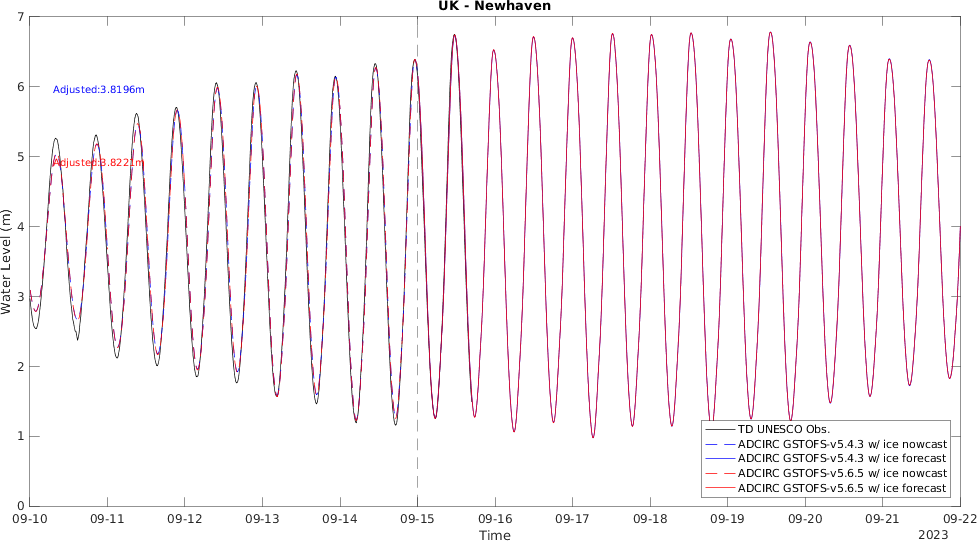 UK - Newhaven
7
6
5
4
3
2
1
0
Water Level (m)
Adjusted:3.8196m
Adjusted:3.8221m
TD UNESCO Obs.
ADCIRC GSTOFS-v5.4.3 w/ ice nowcast
ADCIRC GSTOFS-v5.4.3 w/ ice forecast
ADCIRC GSTOFS-v5.6.5 w/ ice nowcast
ADCIRC GSTOFS-v5.6.5 w/ ice forecast
09-10 09-11 09-12 09-13 09-14 09-15 09-16 09-17 09-18 09-19 09-20 09-21 09-22
Time
2023